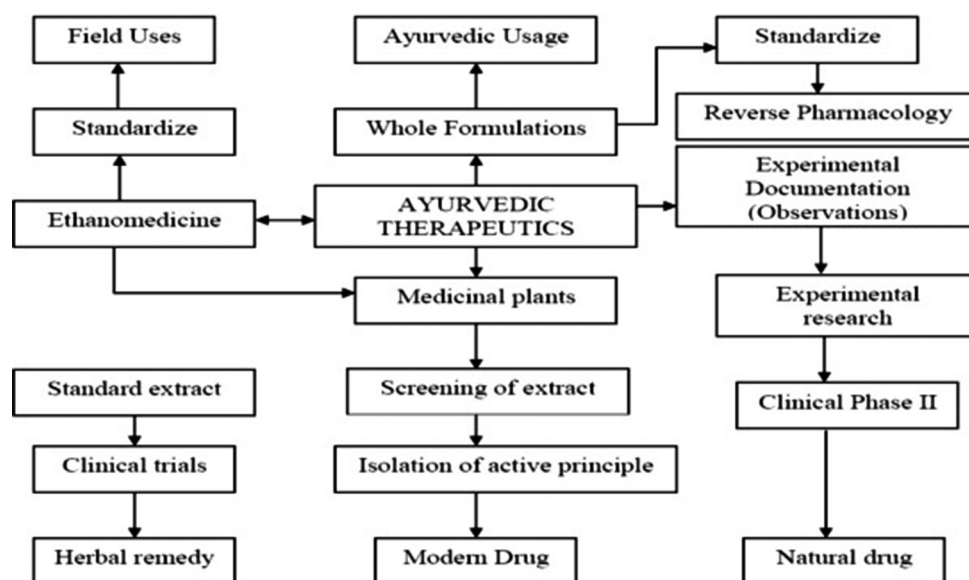 Field Uses
Ayurvedic Usage
Standardize
Standardize
Whole Formulations
Reverse Pharmacology
Experimental
Documentation
(Observations)
Ethanomedicine
AYURVEDIC
THERAPEUTICS
Medicinal plants
Experimental
research
Standard extract
Screening of extract
Clinical Phase II
Clinical trials
Isolation of active principle
Herbal remedy
Modern Drug
Natural drug